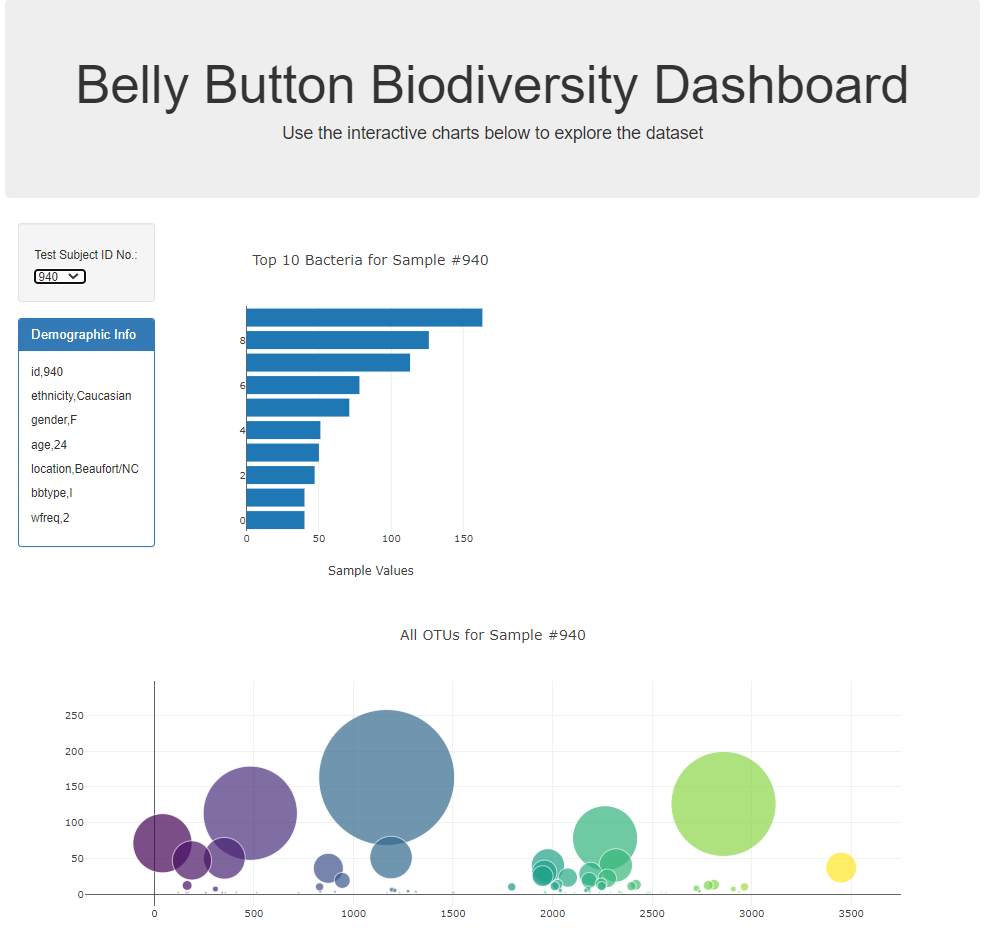 Belly Button Biodiversity Dashboard
Use the interactive charts below to explore the dataset
Test Subject ID No.:
940
Demographic Info
id,940
ethnicity,Caucasian
gender,F
age,24
location,Beaufort/NC
bbtype,I
wfreq,2
Top 10 Bacteria for Sample #940
8
6
4
2
0
0 50 100 150
Sample Values
All OTUs for Sample #940
250
200
150
100
50
0
0 500 1000 1500 2000 2500 3000 3500